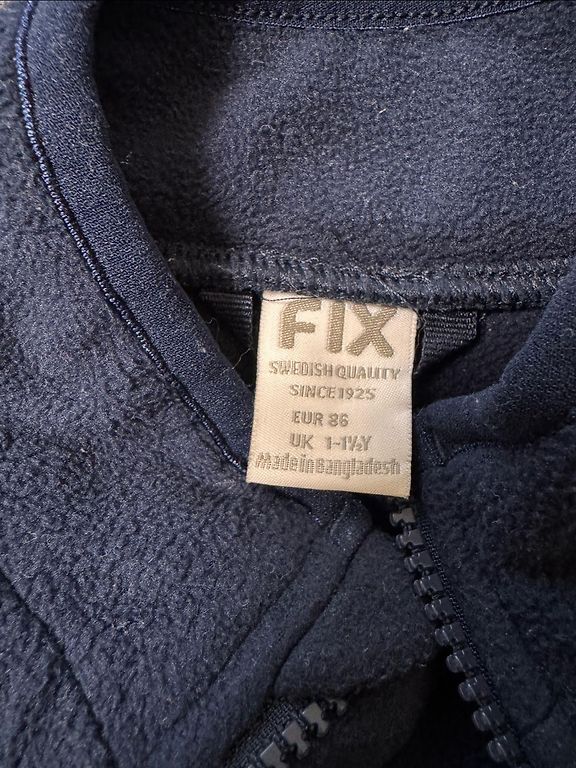 FIX
SWEDISH QUALITY
SINCE 1925
EUR 86
UK 1-1½Y
#MadeinBangladesh